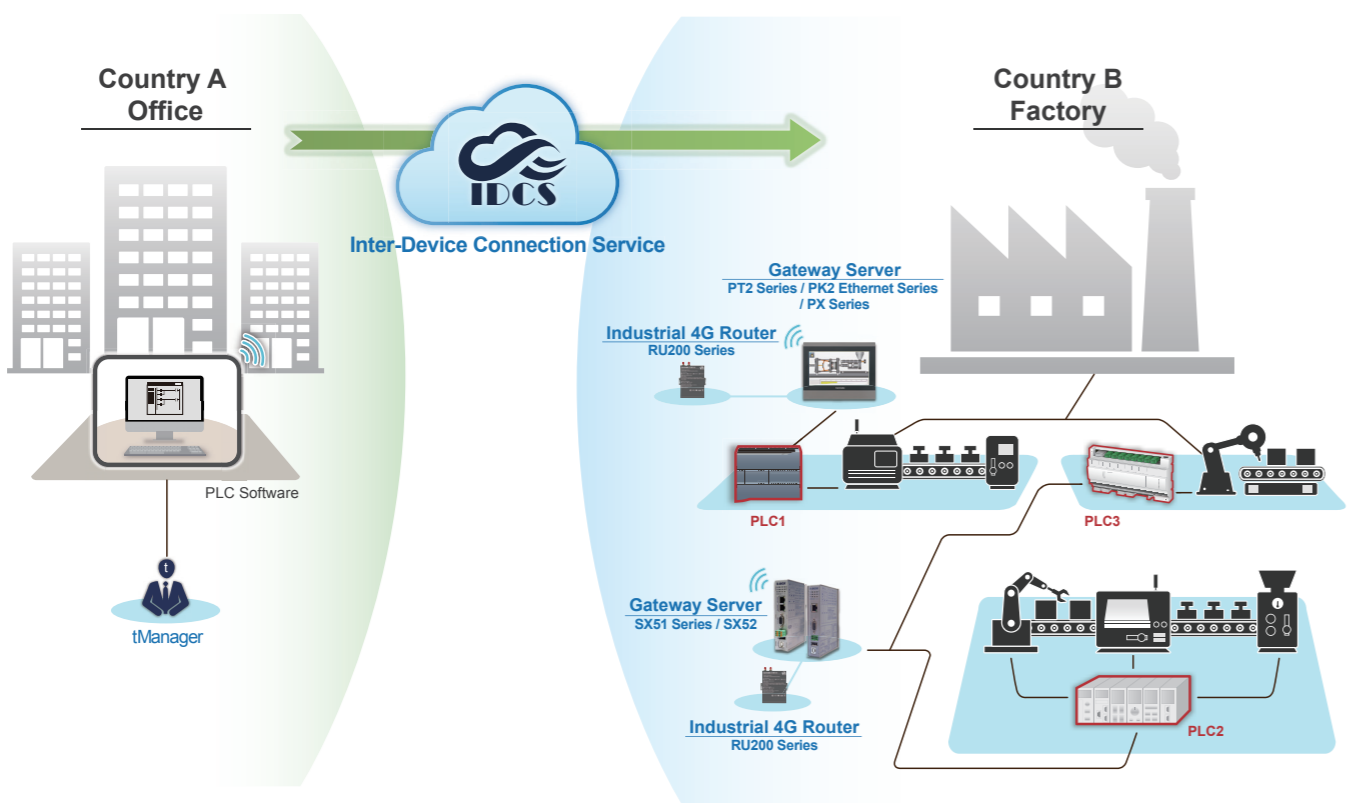 Country A
Office
IDCS
Inter-Device Connection Service
Country B
Factory
Gateway Server
PT2 Series / PK2 Ethernet Series
/ PX Series
Industrial 4G Router
RU200 Series
PLC Software
t
tManager
PLC1
PLC3
Gateway Server
SX51 Series / SX52
Industrial 4G Router
RU200 Series
PLC2